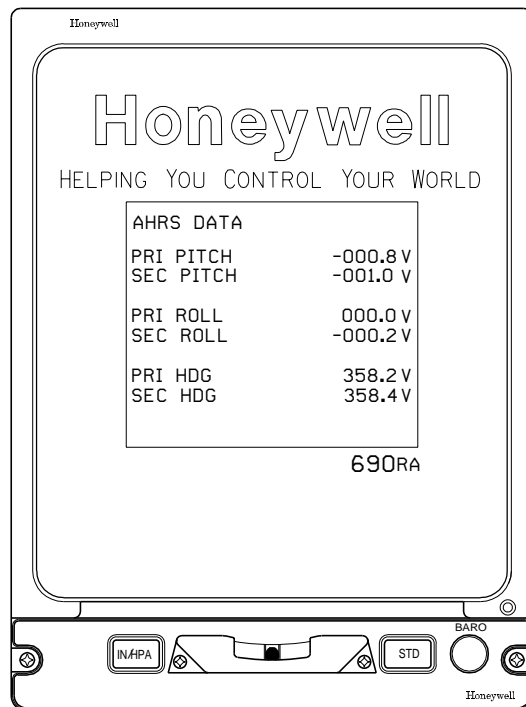 Honeywell
Honeywell
HELPING YOU CONTROL YOUR WORLD
AHRS DATA
PRI PITCH -000.8 V
SEC PITCH -001.0 V
PRI ROLL 000.0 V
SEC ROLL -000.2 V
PRI HDG 358.2 V
SEC HDG 358.4 V
690RA
BARO
IN/HPA
STD
Honeywell